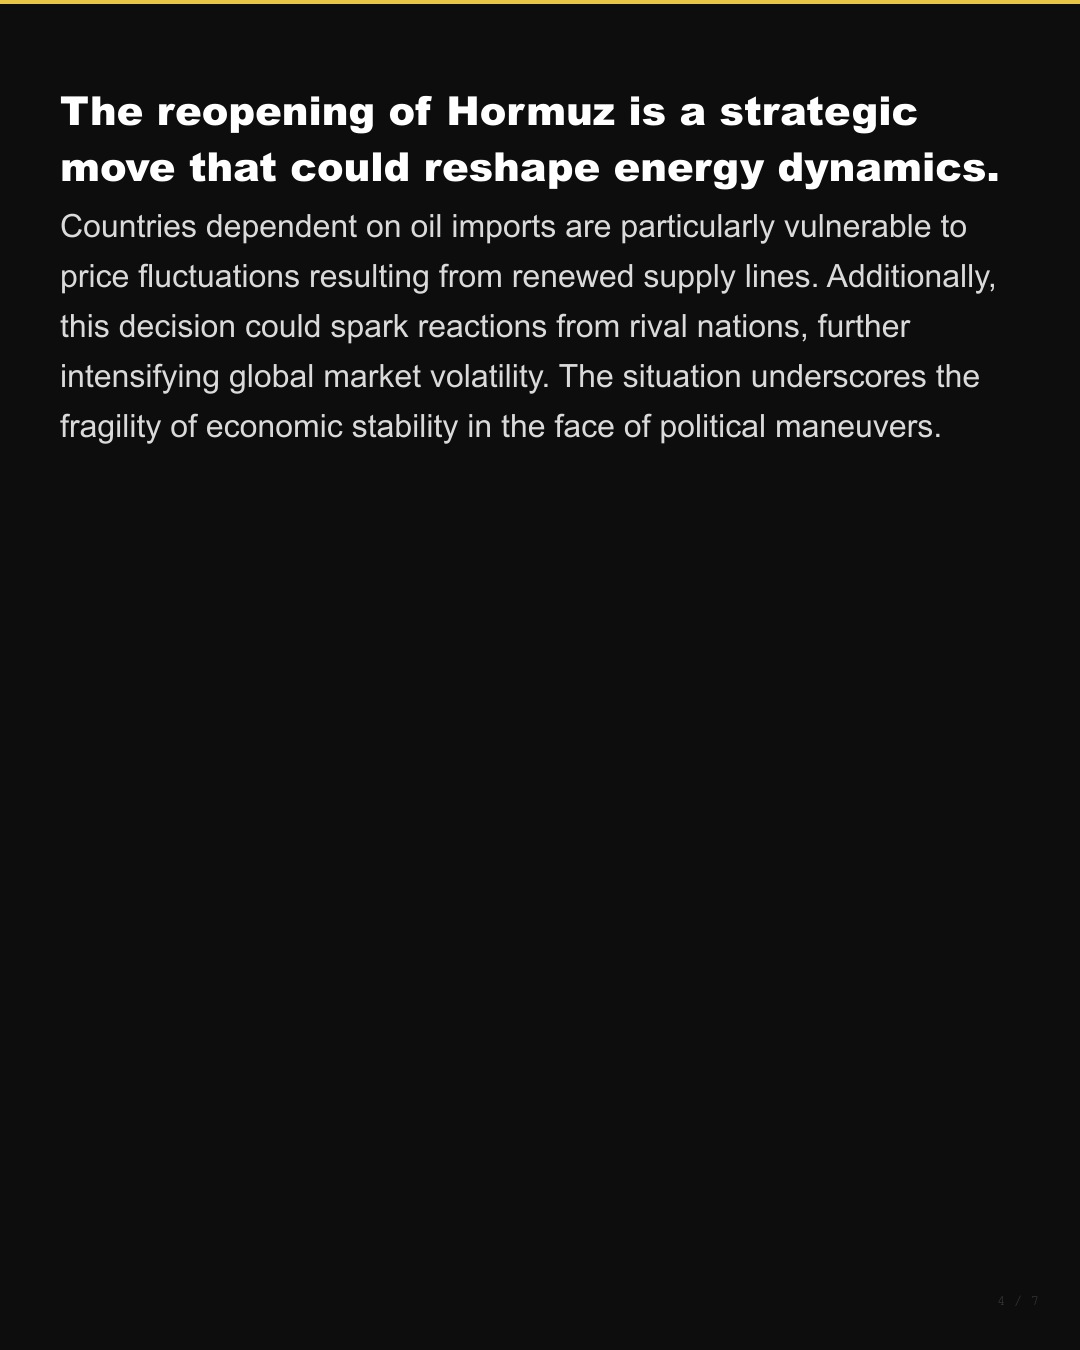 The reopening of Hormuz is a strategic
move that could reshape energy dynamics.
Countries dependent on oil imports are particularly vulnerable to
price fluctuations resulting from renewed supply lines. Additionally,
this decision could spark reactions from rival nations, further
intensifying global market volatility. The situation underscores the
fragility of economic stability in the face of political maneuvers.
4 / 7